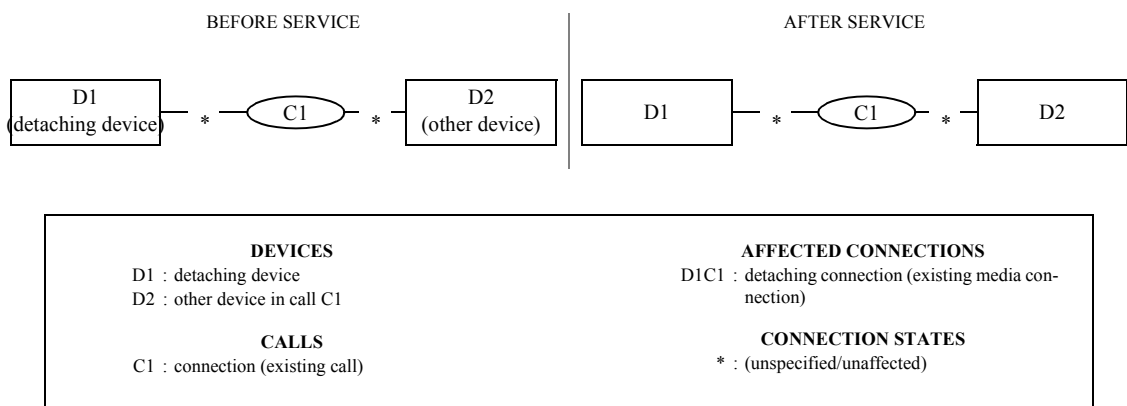 BEFORE SERVICE
AFTER SERVICE
D1
(detaching device)
*
C1
*
D2
(other device)
D1
*
C1
*
D2
DEVICES
D1 : detaching device
D2 : other device in call C1
CALLS
C1 : connection (existing call)
AFFECTED CONNECTIONS
D1C1 : detaching connection (existing media con-
nection)
CONNECTION STATES
* : (unspecified/unaffected)